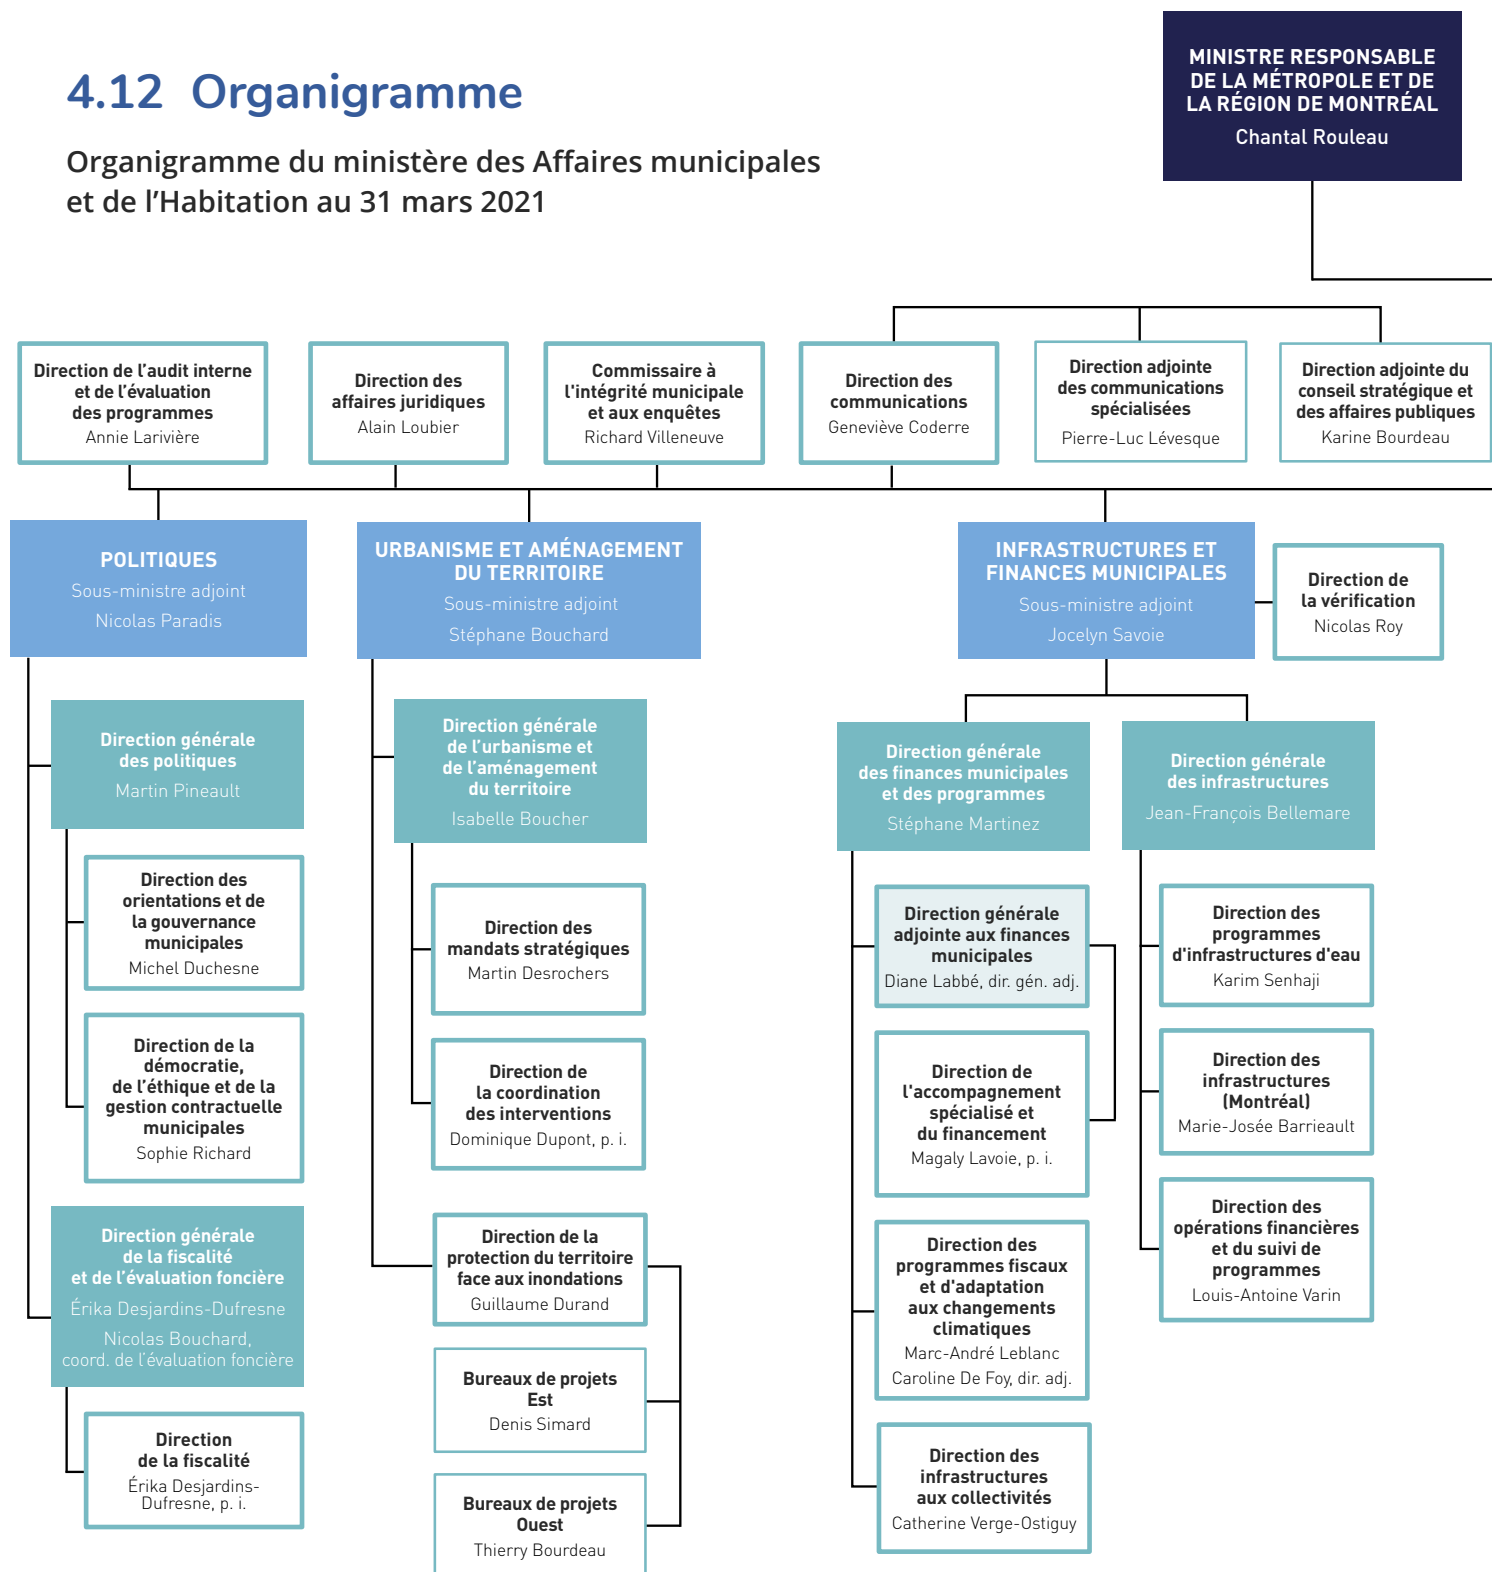 4.12 Organigramme
Organigramme du ministère des Affaires municipales
et de l'Habitation au 31 mars 2021
MINISTRE RESPONSABLE
DE LA MÉTROPOLE ET DE
LA RÉGION DE MONTRÉAL
Chantal Rouleau
Direction de l'audit interne
et de l'évaluation
des programmes
Annie Larivière
Direction des
affaires juridiques
Alain Loubier
Commissaire à
l'intégrité municipale
et aux enquêtes
Richard Villeneuve
Direction des
communications
Geneviève Coderre
Direction adjointe
des communications
spécialisées
Pierre-Luc Lévesque
Direction adjointe du
conseil stratégique et
des affaires publiques
Karine Bourdeau
POLITIQUES
Sous-ministre adjoint
Nicolas Paradis
URBANISME ET AMÉNAGEMENT
DU TERRITOIRE
Sous-ministre adjoint
Stéphane Bouchard
INFRASTRUCTURES ET
FINANCES MUNICIPALES
Sous-ministre adjoint
Jocelyn Savoie
Direction de
la vérification
Nicolas Roy
Direction générale
des politiques
Martin Pineault
Direction des
orientations et de
la gouvernance
municipales
Michel Duchesne
Direction de la
démocratie,
de l'éthique et de la
gestion contractuelle
municipales
Sophie Richard
Direction générale
de la fiscalité
et de l'évaluation foncière
Érika Desjardins-Dufresne
Nicolas Bouchard,
coord. de l'évaluation foncière
Direction
de la fiscalité
Érika Desjardins-
Dufresne, p. i.
Direction générale
de l'urbanisme et
de l'aménagement
du territoire
Isabelle Boucher
Direction des
mandats stratégiques
Martin Desrochers
Direction de
la coordination
des interventions
Dominique Dupont, p. i.
Direction de la
protection du territoire
face aux inondations
Guillaume Durand
Bureaux de projets
Est
Denis Simard
Bureaux de projets
Ouest
Thierry Bourdeau
Direction générale
des finances municipales
et des programmes
Stéphane Martinez
Direction générale
adjointe aux finances
municipales
Diane Labbé, dir. gén. adj.
Direction de
l'accompagnement
spécialisé et
du financement
Magaly Lavoie, p. i.
Direction des
programmes fiscaux
et d'adaptation
aux changements
climatiques
Marc-André Leblanc
Caroline De Foy, dir. adj.
Direction des
infrastructures
aux collectivités
Catherine Verge-Ostiguy
Direction générale
des infrastructures
Jean-François Bellemare
Direction des
programmes
d'infrastructures d'eau
Karim Senhaji
Direction des
infrastructures
(Montréal)
Marie-Josée Barrieault
Direction des
opérations financières
et du suivi de
programmes
Louis-Antoine Varin